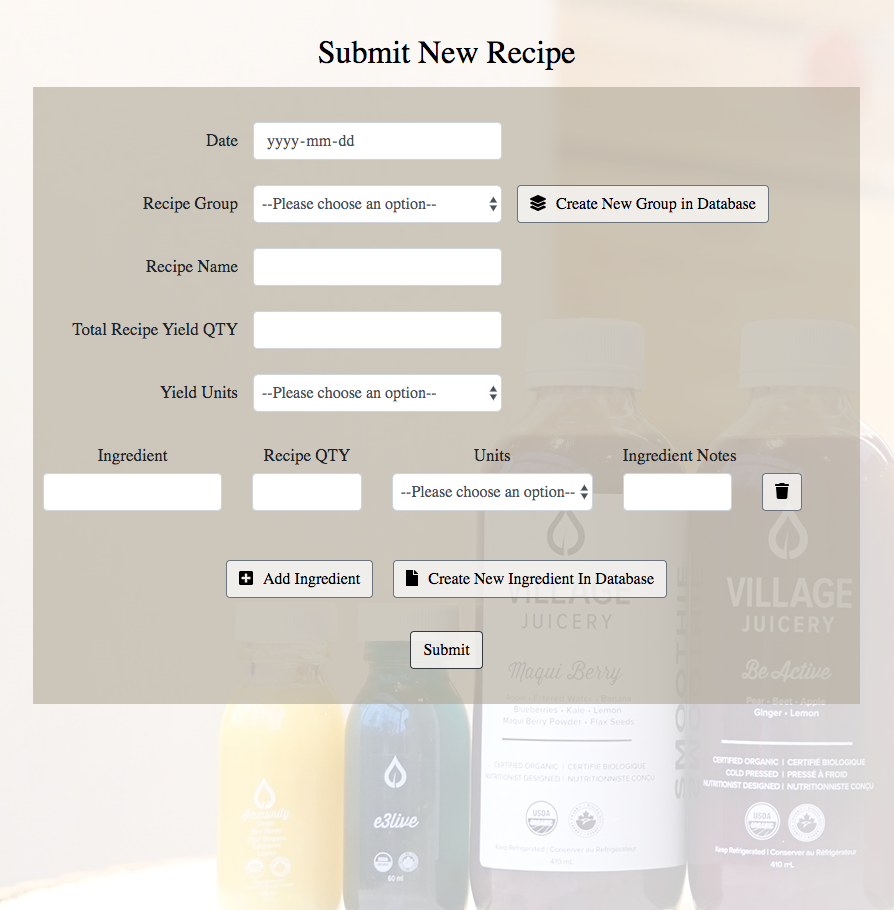 Submit New Recipe
Date
yyyy-mm-dd
Recipe Group
--Please choose an option--
Create New Group in Database
Recipe Name
Total Recipe Yield QTY
Yield Units
--Please choose an option--
Ingredient Recipe QTY Units Ingredient Notes
--Please choose an option--
Add Ingredient
Create New Ingredient In Database
Submit
VILLAGE
JUICERY
Maqui Berry
Blueberries • Kale • Lemon
Maqui Berry Powder • Flax Seeds
CERTIFIED ORGANIC | CERTIFIÉ BIOLOGIQUE
NUTRITIONIST DESIGNED | NUTRITIONNISTE CONÇU
USDA
ORGANIC
Keep Refrigerated | Conserver au Réfrigérateur
410 mL
SMOOTHIE
VILLAGE
JUICERY
Be Active
Pear • Beet • Apple
Ginger • Lemon
CERTIFIED ORGANIC | CERTIFIÉ BIOLOGIQUE
COLD PRESSED | PRESSÉ À FROID
NUTRITIONIST DESIGNED | NUTRITIONNISTE CONÇU
USDA
ORGANIC
Keep Refrigerated | Conserver au Réfrigérateur
410 mL
Immunity
e3live
60 ml